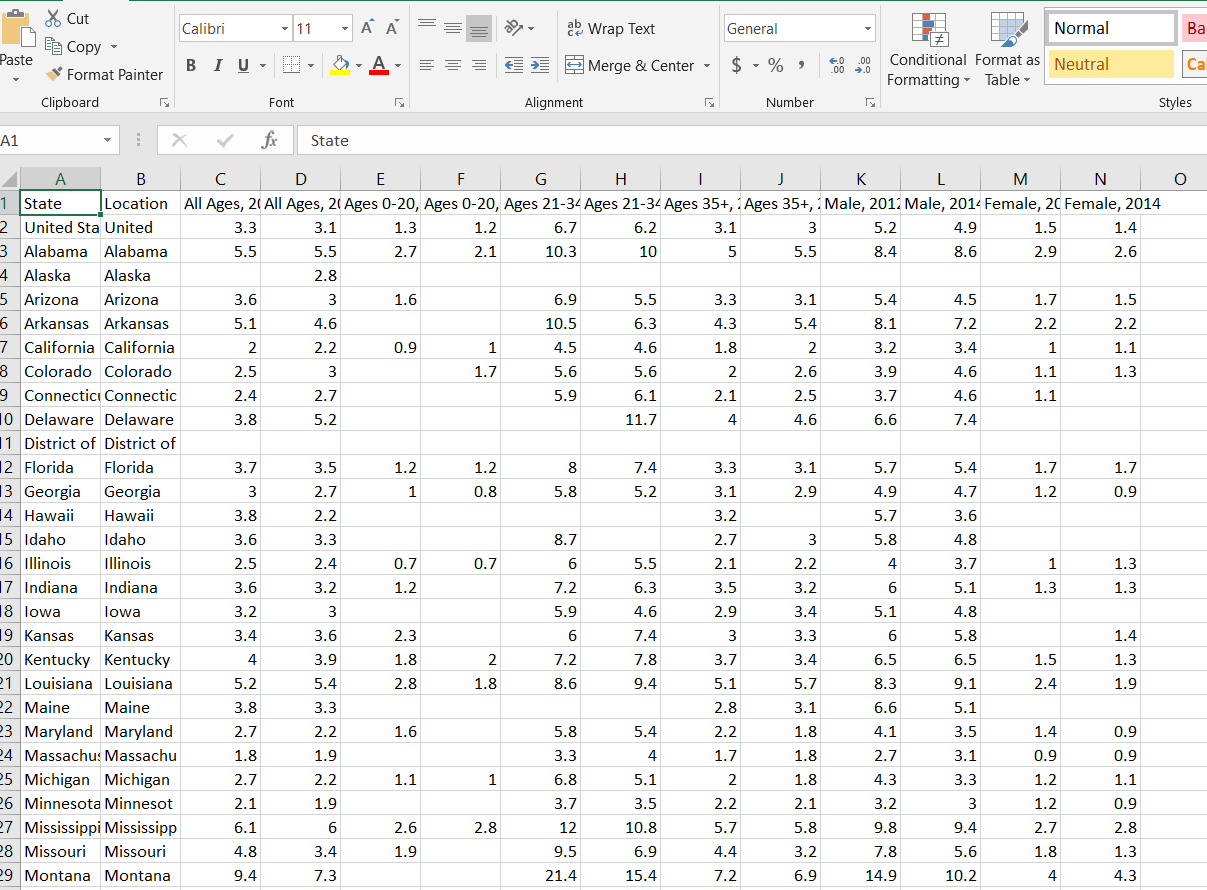 Cut Calibri 11 A A ab Wrap Text General Normal Ba
Copy
Paste B I U A Merge & Center $ % , .00 .00 Conditional Format as Neutral Cal
Format Painter Formatting Table
Clipboard Font Alignment Number Styles
A1 fx State
A B C D E F G H I J K L M N O
1 State Location All Ages, 20 All Ages, 20 Ages 0-20, Ages 0-20, Ages 21-34 Ages 21-34 Ages 35+, Ages 35+, Male, 2012 Male, 2014 Female, 20 Female, 2014
2 United Sta United 3.3 3.1 1.3 1.2 6.7 6.2 3.1 3 5.2 4.9 1.5 1.4
3 Alabama Alabama 5.5 5.5 2.7 2.1 10.3 10 5 5.5 8.4 8.6 2.9 2.6
4 Alaska Alaska 2.8
5 Arizona Arizona 3.6 3 1.6 6.9 5.5 3.3 3.1 5.4 4.5 1.7 1.5
6 Arkansas Arkansas 5.1 4.6 10.5 6.3 4.3 5.4 8.1 7.2 2.2 2.2
7 California California 2 2.2 0.9 1 4.5 4.6 1.8 2 3.2 3.4 1 1.1
8 Colorado Colorado 2.5 3 1.7 5.6 5.6 2 2.6 3.9 4.6 1.1 1.3
9 Connectic Connectic 2.4 2.7 5.9 6.1 2.1 2.5 3.7 4.6 1.1
10 Delaware Delaware 3.8 5.2 11.7 4 4.6 6.6 7.4
11 District of District of
12 Florida Florida 3.7 3.5 1.2 1.2 8 7.4 3.3 3.1 5.7 5.4 1.7 1.7
13 Georgia Georgia 3 2.7 1 0.8 5.8 5.2 3.1 2.9 4.9 4.7 1.2 0.9
14 Hawaii Hawaii 3.8 2.2 3.2 5.7 3.6
15 Idaho Idaho 3.6 3.3 8.7 2.7 3 5.8 4.8
16 Illinois Illinois 2.5 2.4 0.7 0.7 6 5.5 2.1 2.2 4 3.7 1 1.3
17 Indiana Indiana 3.6 3.2 1.2 7.2 6.3 3.5 3.2 6 5.1 1.3 1.3
18 Iowa Iowa 3.2 3 5.9 4.6 2.9 3.4 5.1 4.8
19 Kansas Kansas 3.4 3.6 2.3 6 7.4 3 3.3 6 5.8 1.4
20 Kentucky Kentucky 4 3.9 1.8 2 7.2 7.8 3.7 3.4 6.5 6.5 1.5 1.3
21 Louisiana Louisiana 5.2 5.4 2.8 1.8 8.6 9.4 5.1 5.7 8.3 9.1 2.4 1.9
22 Maine Maine 3.8 3.3 2.8 3.1 6.6 5.1
23 Maryland Maryland 2.7 2.2 1.6 5.8 5.4 2.2 1.8 4.1 3.5 1.4 0.9
24 Massachus Massachu 1.8 1.9 3.3 4 1.7 1.8 2.7 3.1 0.9 0.9
25 Michigan Michigan 2.7 2.2 1.1 1 6.8 5.1 2 1.8 4.3 3.3 1.2 1.1
26 Minnesota Minnesot 2.1 1.9 3.7 3.5 2.2 2.1 3.2 3 1.2 0.9
27 Mississippi Mississipp 6.1 6 2.6 2.8 12 10.8 5.7 5.8 9.8 9.4 2.7 2.8
28 Missouri Missouri 4.8 3.4 1.9 9.5 6.9 4.4 3.2 7.8 5.6 1.8 1.3
29 Montana Montana 9.4 7.3 21.4 15.4 7.2 6.9 14.9 10.2 4 4.3